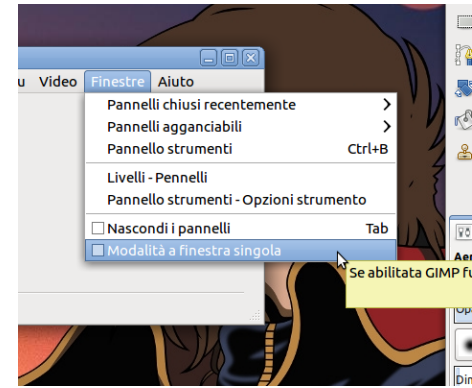 Video Finestre Aiuto
Pannelli chiusi recentemente
Pannelli agganciabili
Pannello strumenti Ctrl+B
Livelli - Pennelli
Pannello strumenti - Opzioni strumento
Nascondi i pannelli Tab
Modalità a finestra singola
Se abilitata GIMP fu